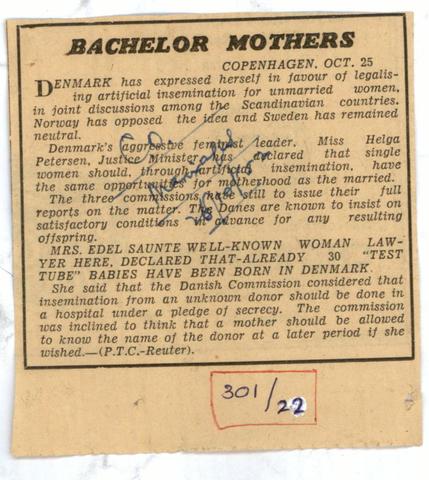 BACHELOR MOTHERS
COPENHAGEN, OCT. 25
DENMARK has expressed herself in favour of legalis-
ing artificial insemination for unmarried women,
in joint discussions among the Scandinavian countries.
Norway has opposed the idea and Sweden has remained
neutral.
Denmark's aggressive feminist leader, Miss Helga
Petersen, Justice Minister has declared that single
women should, through artificial insemination, have
the same opportunities for motherhood as the married.
The three commissions have still to issue their full
reports on the matter. The Danes are known to insist on
satisfactory conditions in advance for any resulting
offspring.
MRS. EDEL SAUNTE WELL-KNOWN WOMAN LAW-
YER HERE, DECLARED THAT-ALREADY 30 "TEST
TUBE" BABIES HAVE BEEN BORN IN DENMARK.
She said that the Danish Commission considered that
insemination from an unknown donor should be done in
a hospital under a pledge of secrecy. The commission
was inclined to think that a mother should be allowed
to know the name of the donor at a later period if she
wished.—(P.T.C.-Reuter).
301/22